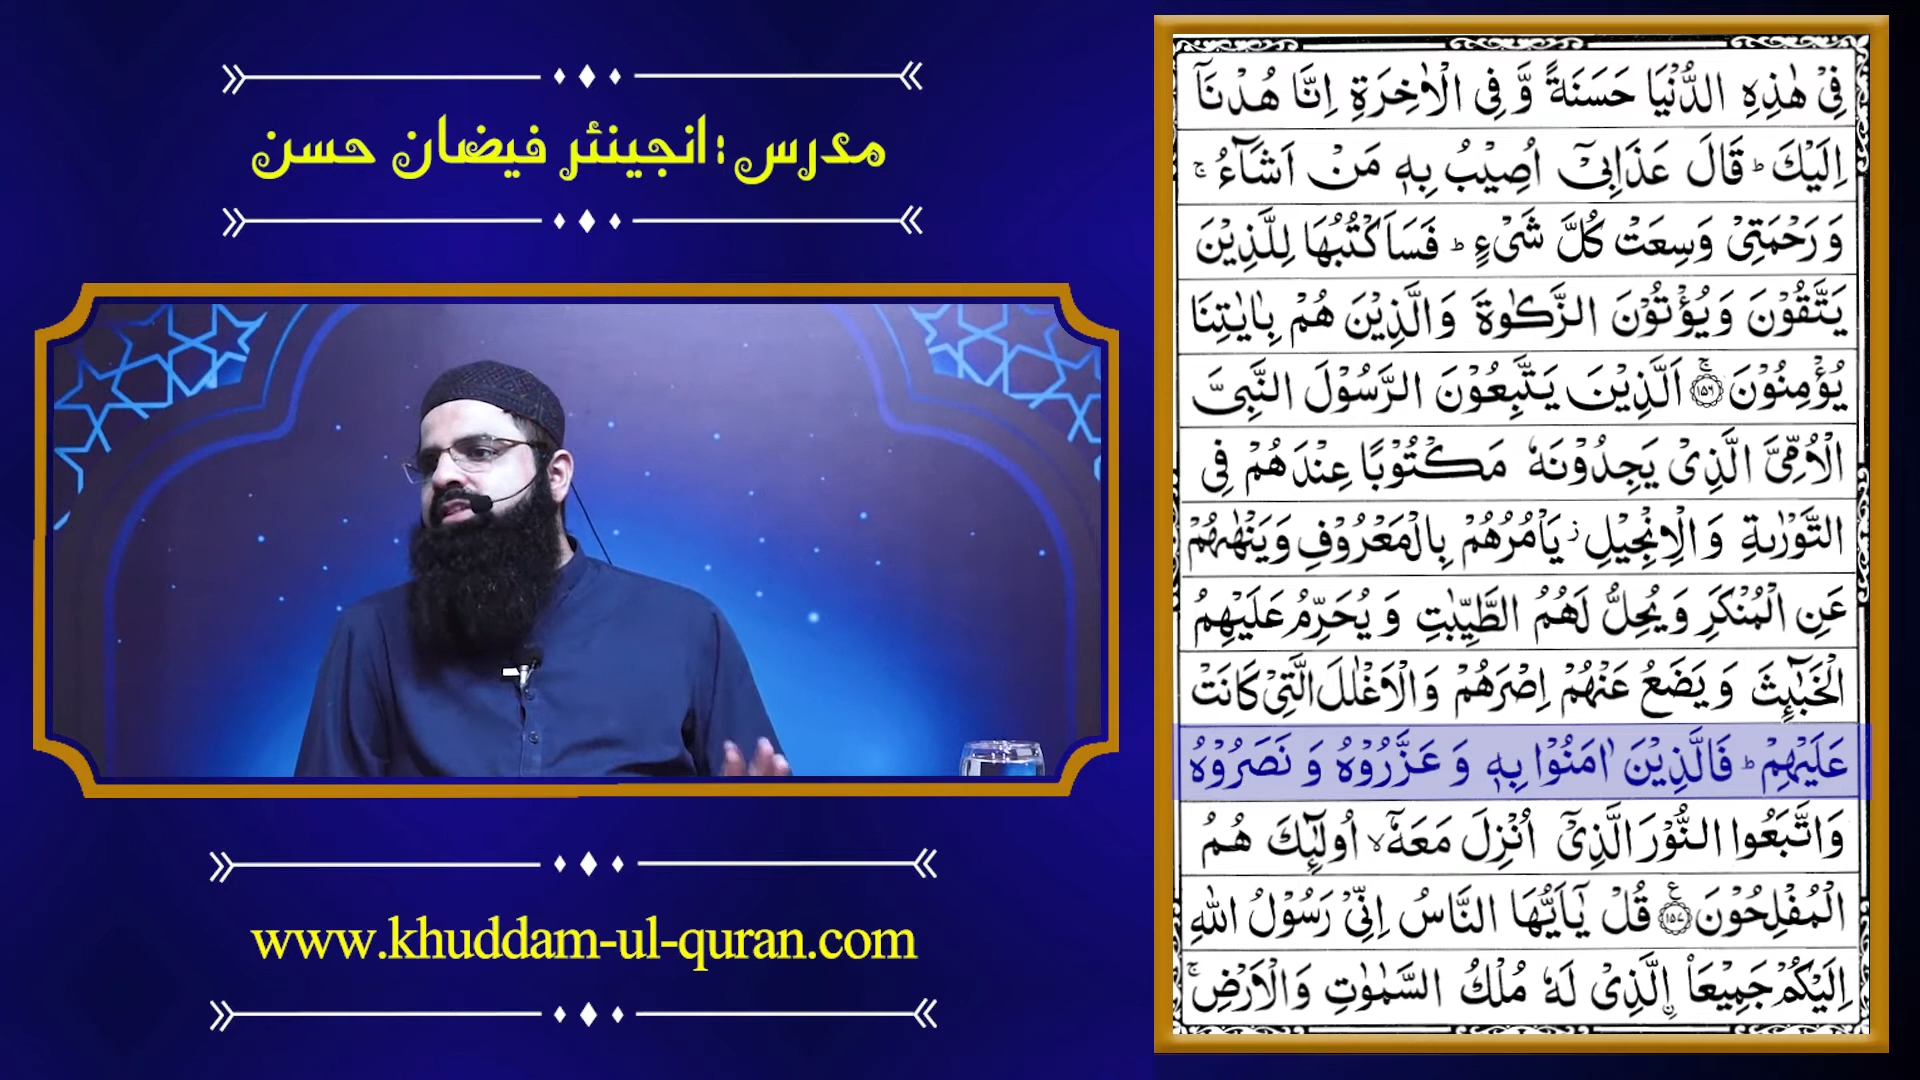 مدرس : انجینئر فیضان حسن
www.khuddam-ul-quran.com
فِیْ هٰذِهِ الدُّنْیَا حَسَنَةً وَّ فِی الْاٰخِرَةِ اِنَّا هُدْنَاۤ
اِلَیْكَ ؕ قَالَ عَذَابِیْۤ اُصِیْبُ بِهٖ مَنْ اَشَآءُ ۚ
وَ رَحْمَتِیْ وَسِعَتْ كُلَّ شَیْءٍ ؕ فَسَاَكْتُبُهَا لِلَّذِیْنَ
یَتَّقُوْنَ وَیُؤْتُوْنَ الزَّكٰوةَ وَالَّذِیْنَ هُمْ بِاٰیٰتِنَا
یُؤْمِنُوْنَ ۚ ﴿۱۵۶﴾ اَلَّذِیْنَ یَتَّبِعُوْنَ الرَّسُوْلَ النَّبِیَّ
الْاُمِّیَّ الَّذِیْ یَجِدُوْنَهٗ مَكْتُوْبًا عِنْدَهُمْ فِی
التَّوْرٰىةِ وَالْاِنْجِیْلِ ؗ یَاْمُرُهُمْ بِالْمَعْرُوْفِ وَیَنْهٰىهُمْ
عَنِ الْمُنْكَرِ وَیُحِلُّ لَهُمُ الطَّیِّبٰتِ وَیُحَرِّمُ عَلَیْهِمُ
الْخَبٰٓئِثَ وَیَضَعُ عَنْهُمْ اِصْرَهُمْ وَالْاَغْلٰلَ الَّتِیْ كَانَتْ
عَلَیْهِمْ ؕ فَالَّذِیْنَ اٰمَنُوْا بِهٖ وَعَزَّرُوْهُ وَنَصَرُوْهُ
وَاتَّبَعُوا النُّوْرَ الَّذِیْۤ اُنْزِلَ مَعَهٗۤ ۙ اُولٰٓئِكَ هُمُ
الْمُفْلِحُوْنَ ﴿۱۵۷﴾ ع قُلْ یٰۤاَیُّهَا النَّاسُ اِنِّیْ رَسُوْلُ اللّٰهِ
اِلَیْكُمْ جَمِیْعَاۨ الَّذِیْ لَهٗ مُلْكُ السَّمٰوٰتِ وَالْاَرْضِ ۚ